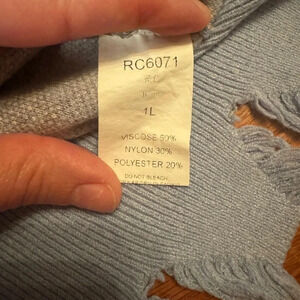 RC6071
1L
VISCOSE 50%
NYLON 30%
POLYESTER 20%
DO NOT BLEACH